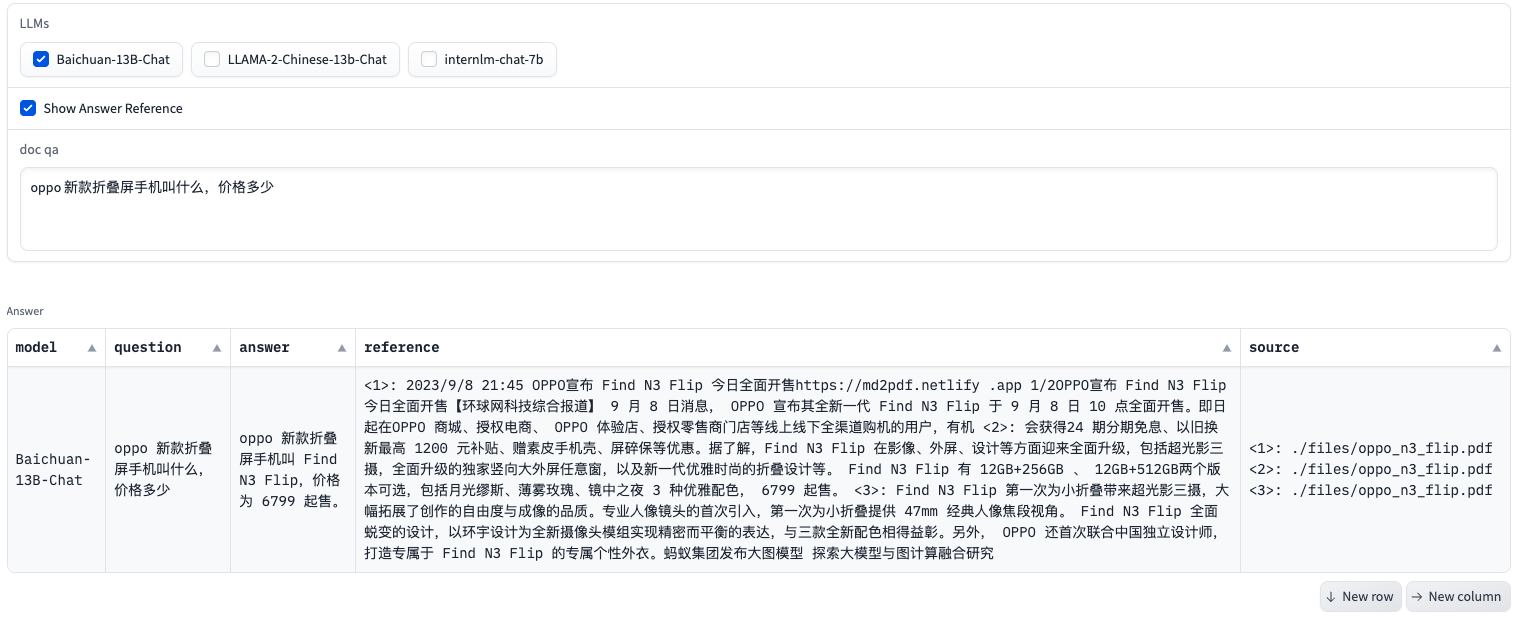 LLMs
Baichuan-13B-Chat LLAMA-2-Chinese-13b-Chat internlm-chat-7b
Show Answer Reference
doc qa
oppo 新款折叠屏手机叫什么，价格多少
Answer
model question answer reference source
Baichuan-
13B-Chat
oppo 新款折叠
屏手机叫什么，
价格多少
oppo 新款折叠
屏手机叫 Find
N3 Flip，价格
为 6799 起售。
<1>: 2023/9/8 21:45 OPPO宣布 Find N3 Flip 今日全面开售https://md2pdf.netlify .app 1/2OPPO宣布 Find N3 Flip
今日全面开售【环球网科技综合报道】 9 月 8 日消息， OPPO 宣布其全新一代 Find N3 Flip 于 9 月 8 日 10 点全面开售。即日
起在OPPO 商城、授权电商、 OPPO 体验店、授权零售商门店等线上线下全渠道购机的用户，有机 <2>: 会获得24 期分期免息、以旧换
新最高 1200 元补贴、赠素皮手机壳、屏碎保等优惠。据了解，Find N3 Flip 在影像、外屏、设计等方面迎来全面升级，包括超光影三
摄，全面升级的独家竖向大外屏任意窗，以及新一代优雅时尚的折叠设计等。 Find N3 Flip 有 12GB+256GB 、 12GB+512GB两个版
本可选，包括月光缪斯、薄雾玫瑰、镜中之夜 3 种优雅配色， 6799 起售。 <3>: Find N3 Flip 第一次为小折叠带来超光影三摄，大
幅拓展了创作的自由度与成像的品质。专业人像镜头的首次引入，第一次为小折叠提供 47mm 经典人像焦段视角。 Find N3 Flip 全面
蜕变的设计，以环宇设计为全新摄像头模组实现精密而平衡的表达，与三款全新配色相得益彰。另外， OPPO 还首次联合中国独立设计师，
打造专属于 Find N3 Flip 的专属个性外衣。蚂蚁集团发布大图模型 探索大模型与图计算融合研究
<1>: ./files/oppo_n3_flip.pdf
<2>: ./files/oppo_n3_flip.pdf
<3>: ./files/oppo_n3_flip.pdf
New row New column